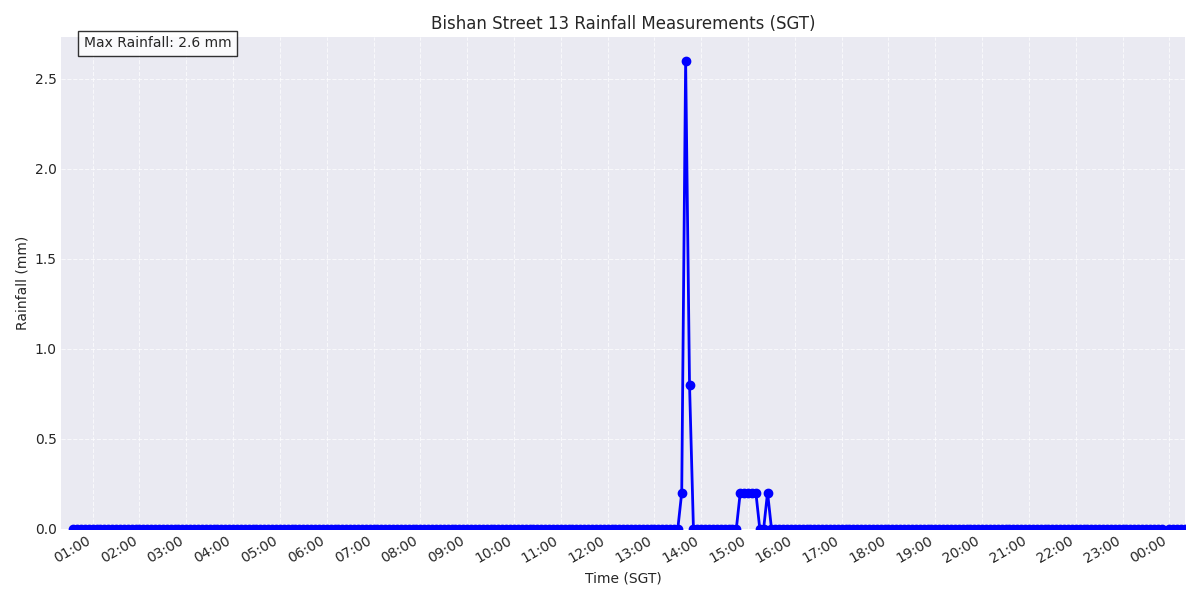 Bishan Street 13 Rainfall Measurements (SGT)
Max Rainfall: 2.6 mm
2.5
2.0
1.5
1.0
0.5
0.0
Rainfall (mm)
01:00 02:00 03:00 04:00 05:00 06:00 07:00 08:00 09:00 10:00 11:00 12:00 13:00 14:00 15:00 16:00 17:00 18:00 19:00 20:00 21:00 22:00 23:00 00:00
Time (SGT)